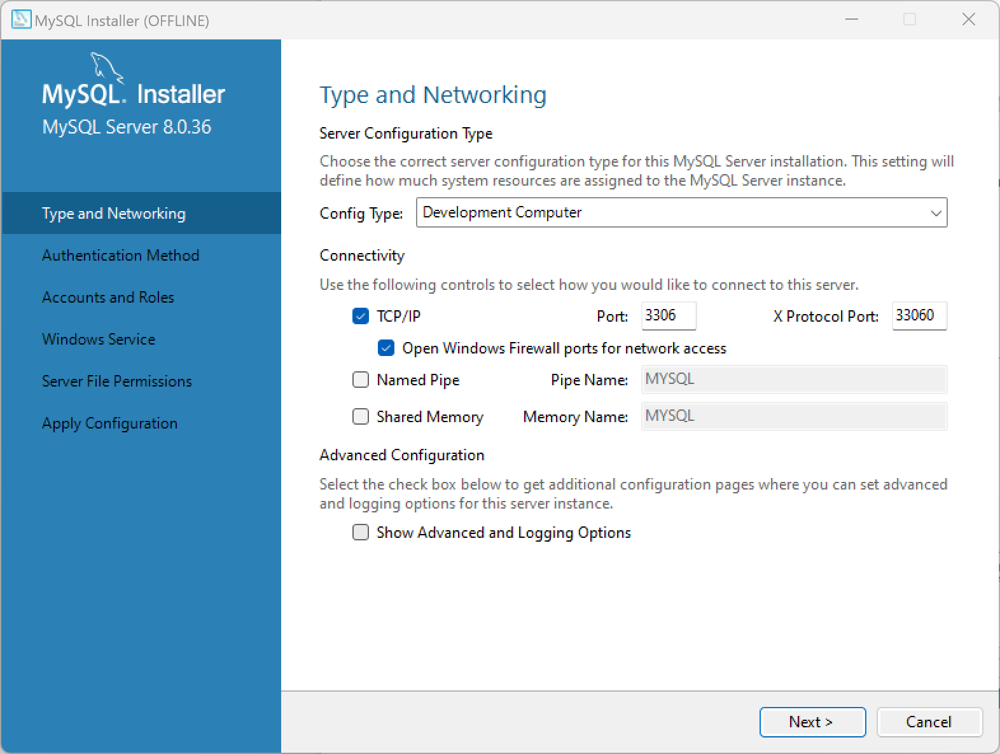 MySQL Installer (OFFLINE)
MySQL. Installer
MySQL Server 8.0.36
Type and Networking
Authentication Method
Accounts and Roles
Windows Service
Server File Permissions
Apply Configuration
Type and Networking
Server Configuration Type
Choose the correct server configuration type for this MySQL Server installation. This setting will
define how much system resources are assigned to the MySQL Server instance.
Config Type: Development Computer
Connectivity
Use the following controls to select how you would like to connect to this server.
TCP/IP Port: 3306 X Protocol Port: 33060
Open Windows Firewall ports for network access
Named Pipe Pipe Name: MYSQL
Shared Memory Memory Name: MYSQL
Advanced Configuration
Select the check box below to get additional configuration pages where you can set advanced
and logging options for this server instance.
Show Advanced and Logging Options
Next > Cancel